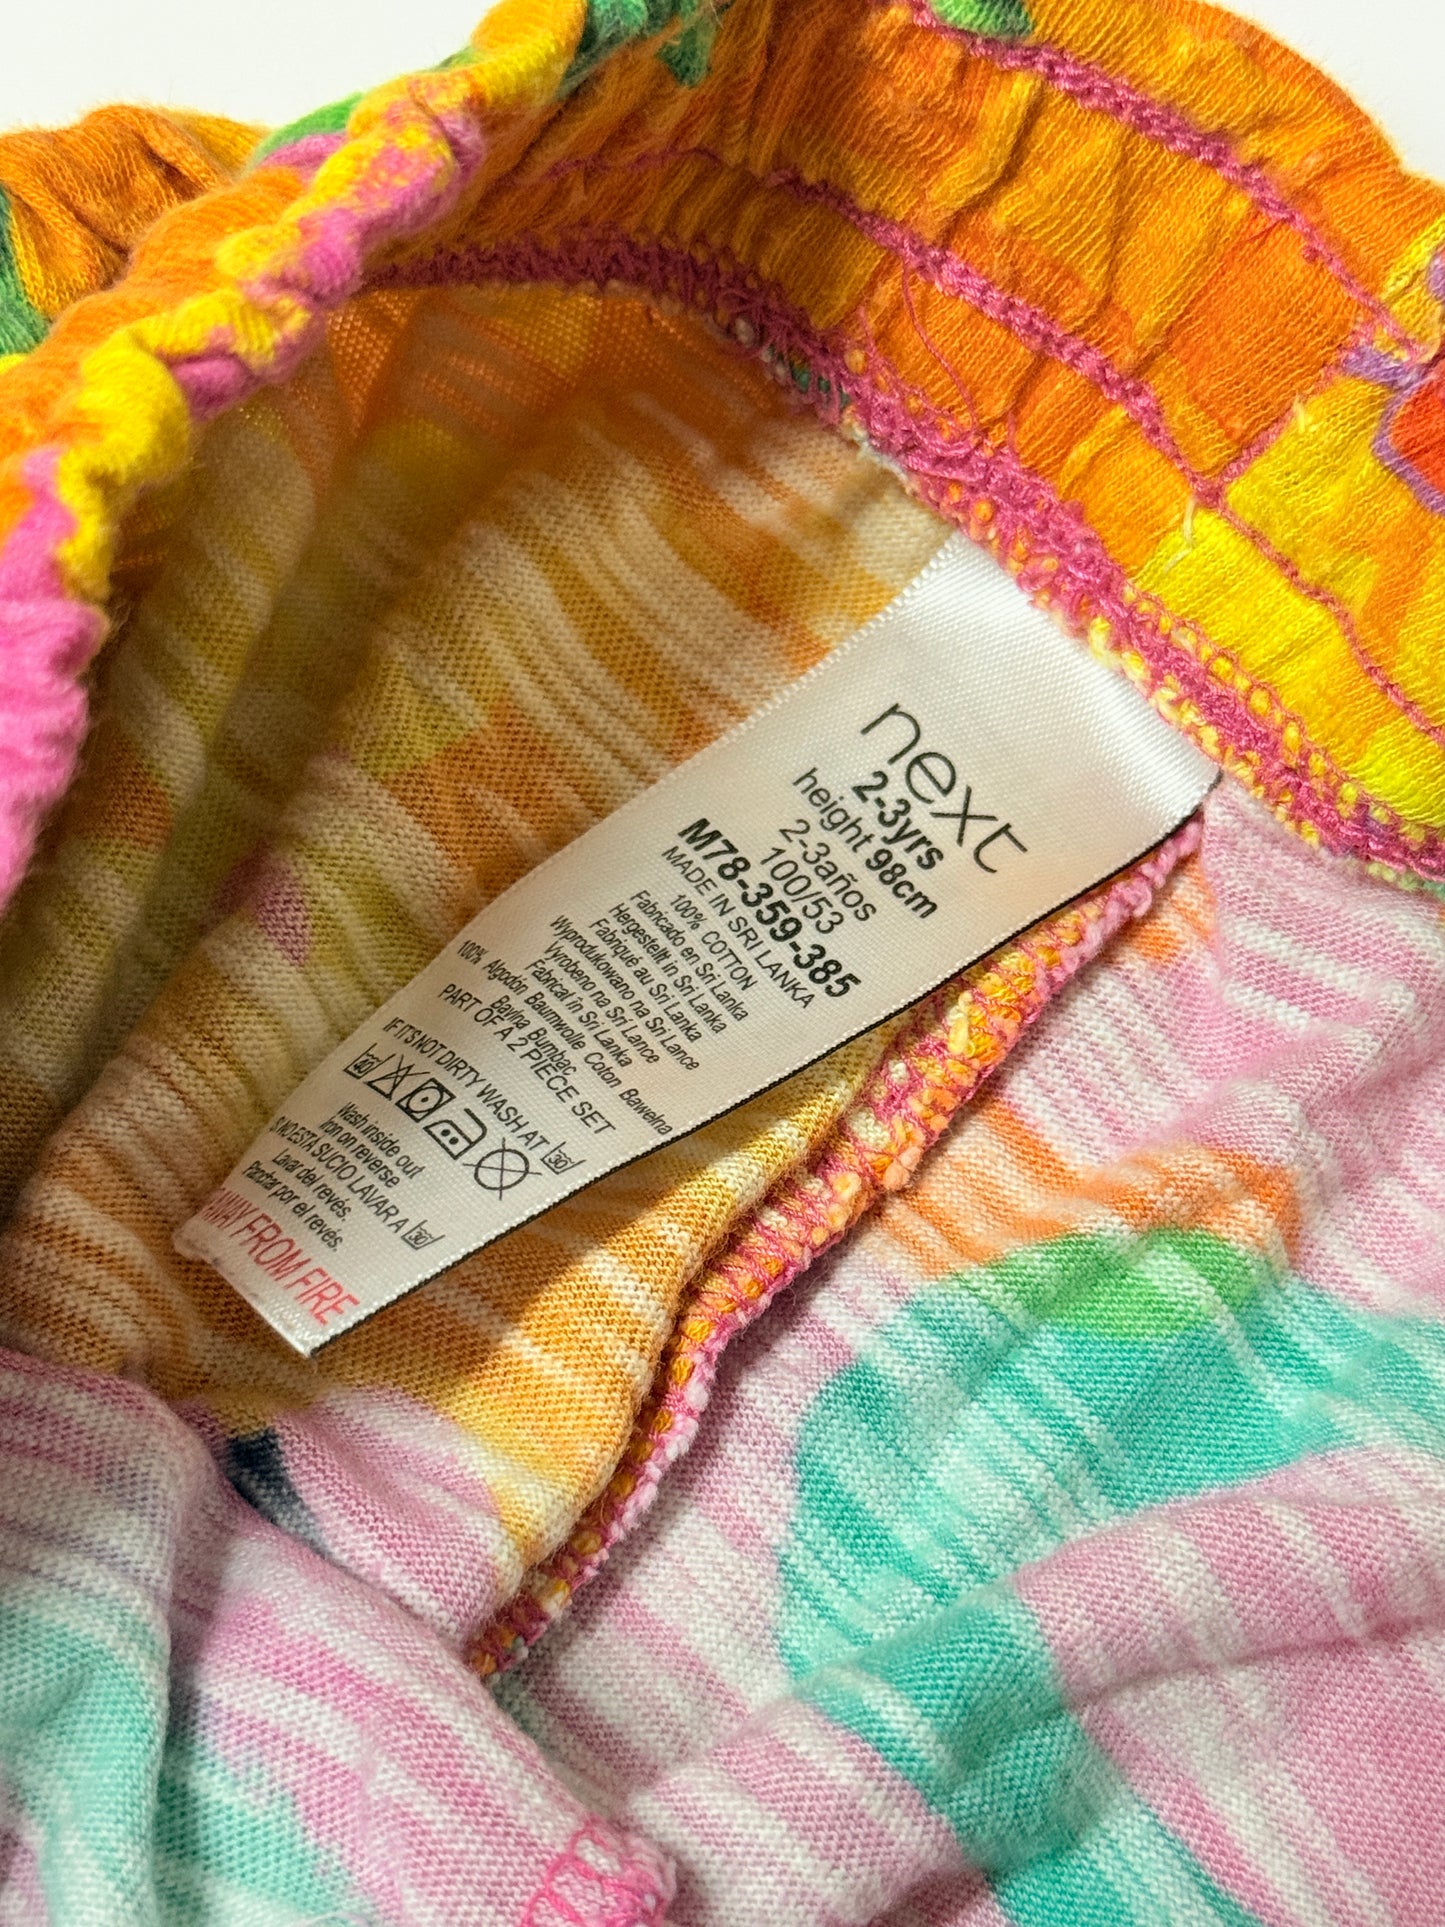 next
2-3yrs
height 98cm
2-3años
100/53
M78-359-385
MADE IN SRI LANKA
100% COTTON
Fabricado en Sri Lanka
Hergestellt in Sri Lanka
Fabriqué au Sri Lanka
Wyprodukowano na Sri Lance
Vyrobeno na Sri Lance
Fabricat in Sri Lanka
100% Algodón Baumwolle Coton Bawełna
Bavlna Bumbac
PART OF A 2 PIECE SET
IF IT'S NOT DIRTY WASH AT 30
40
Wash inside out
Iron on reverse
SI NO ESTÁ SUCIO LAVAR A 30
Lavar del revés.
Planchar por el revés.
AWAY FROM FIRE